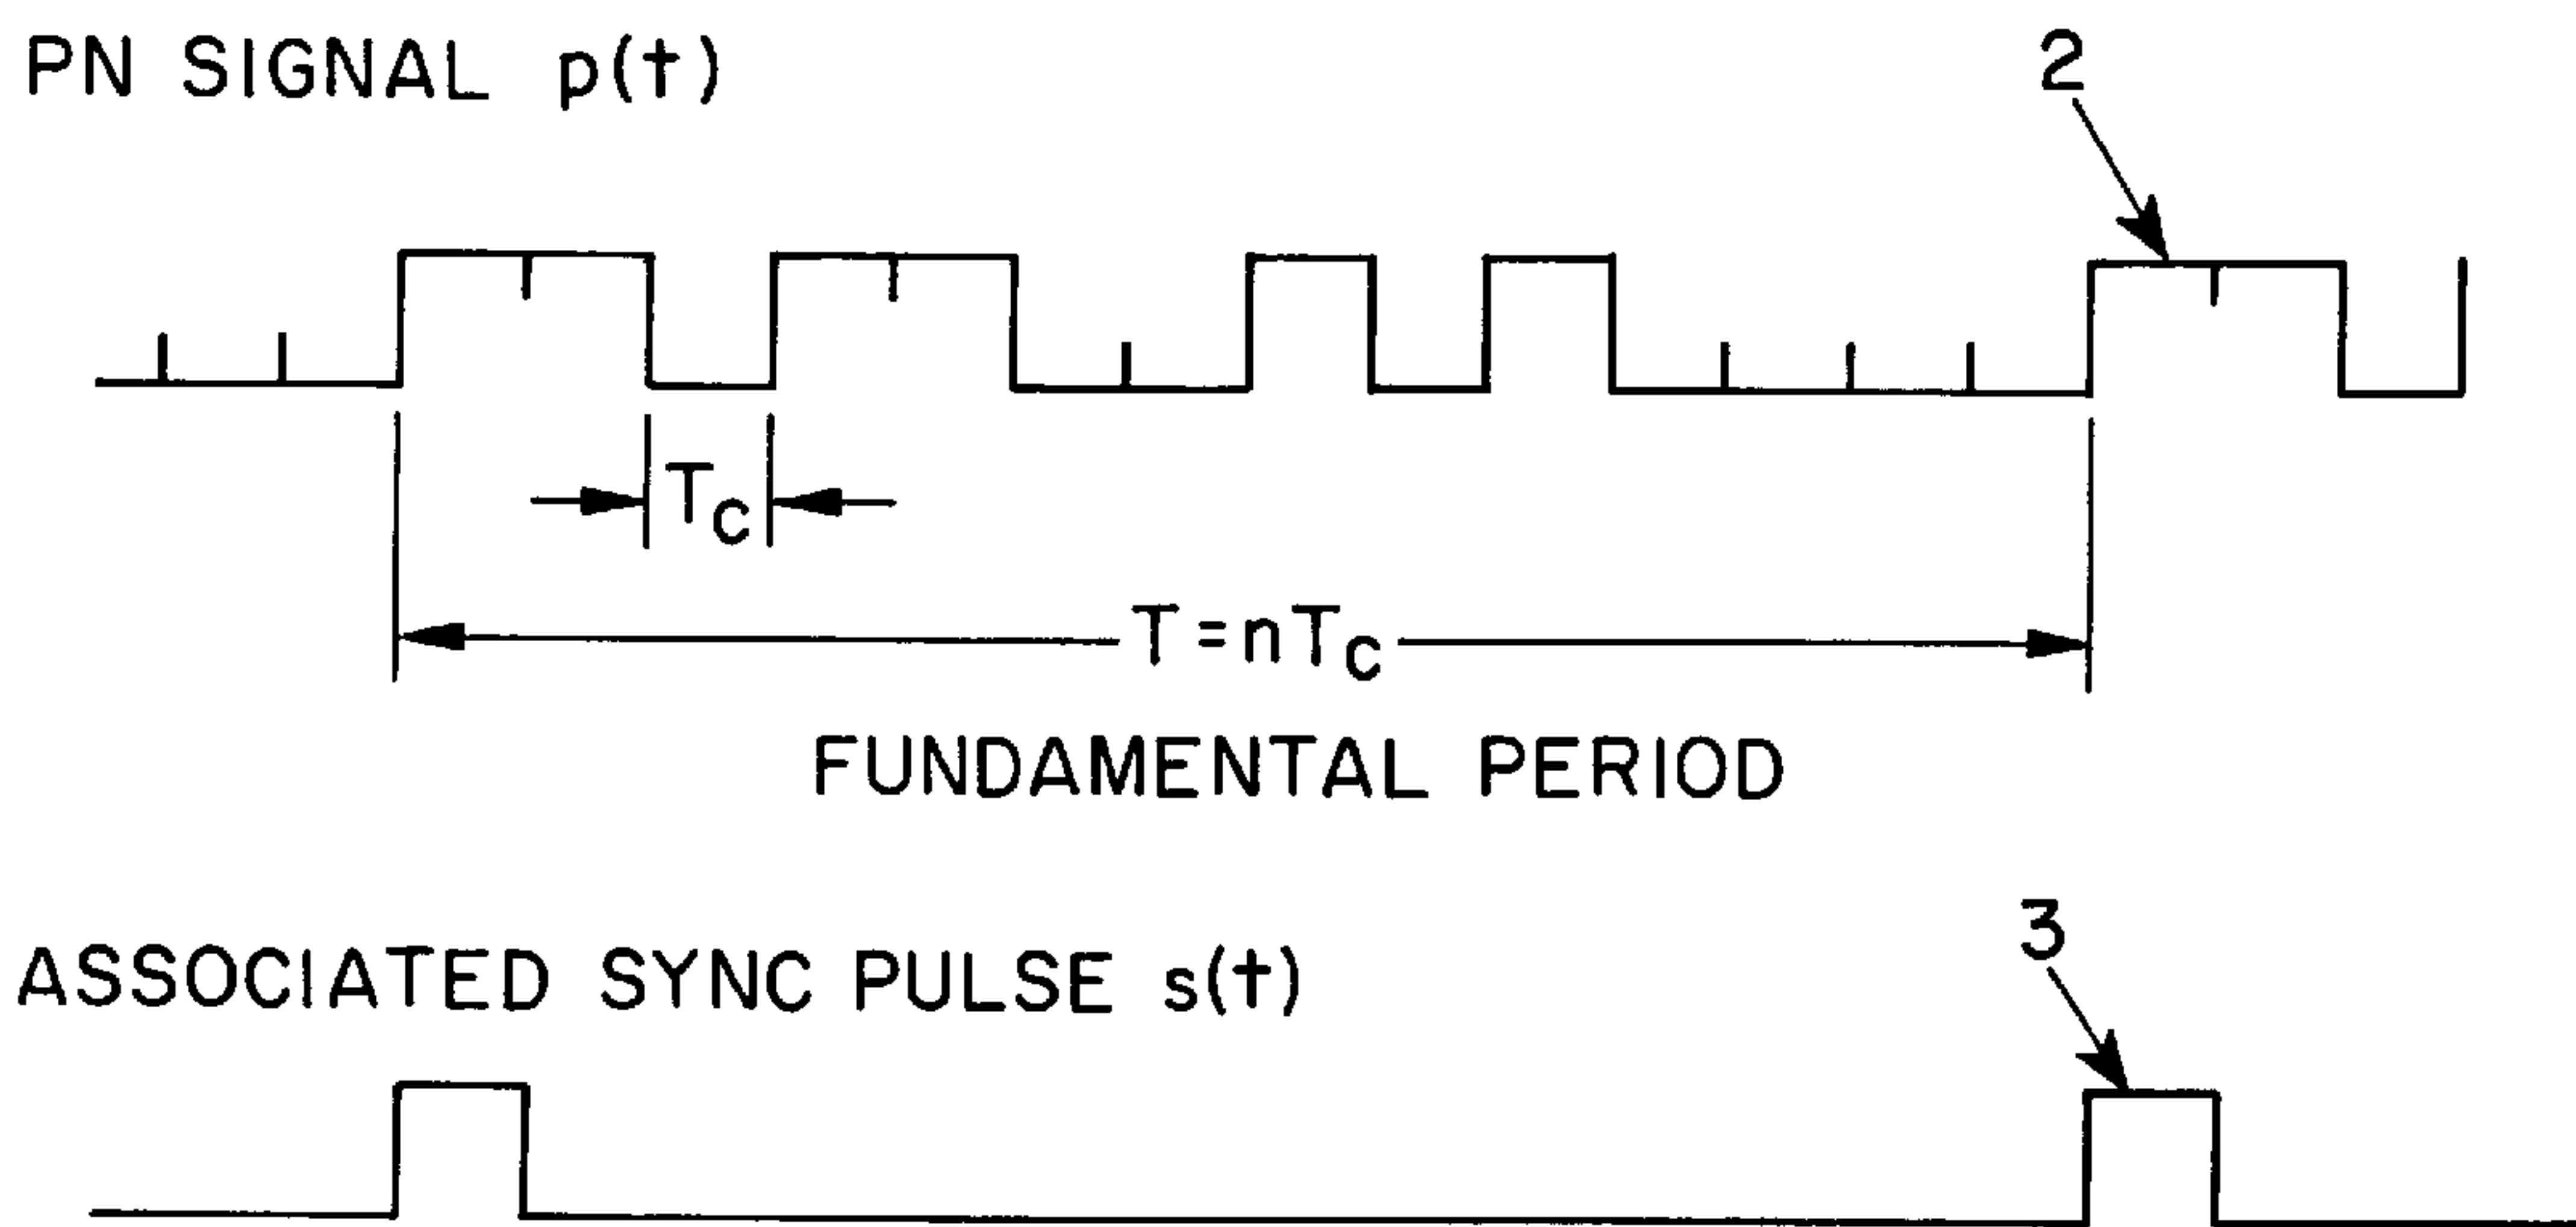 PN SIGNAL p(t)
2
Tc
T=nTc
FUNDAMENTAL PERIOD
ASSOCIATED SYNC PULSE s(t)
3